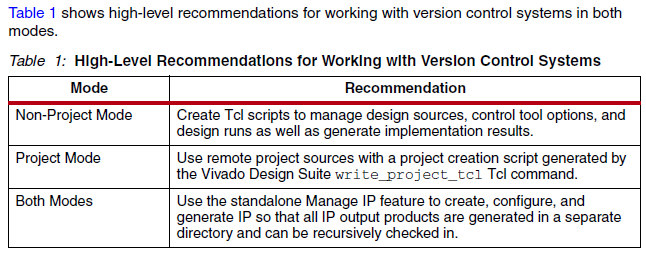 Table 1 shows high-level recommendations for working with version control systems in both
modes.
Table 1: High-Level Recommendations for Working with Version Control Systems
Mode Recommendation
Non-Project Mode Create Tcl scripts to manage design sources, control tool options, and
design runs as well as generate implementation results.
Project Mode Use remote project sources with a project creation script generated by
the Vivado Design Suite write_project_tcl Tcl command.
Both Modes Use the standalone Manage IP feature to create, configure, and
generate IP so that all IP output products are generated in a separate
directory and can be recursively checked in.